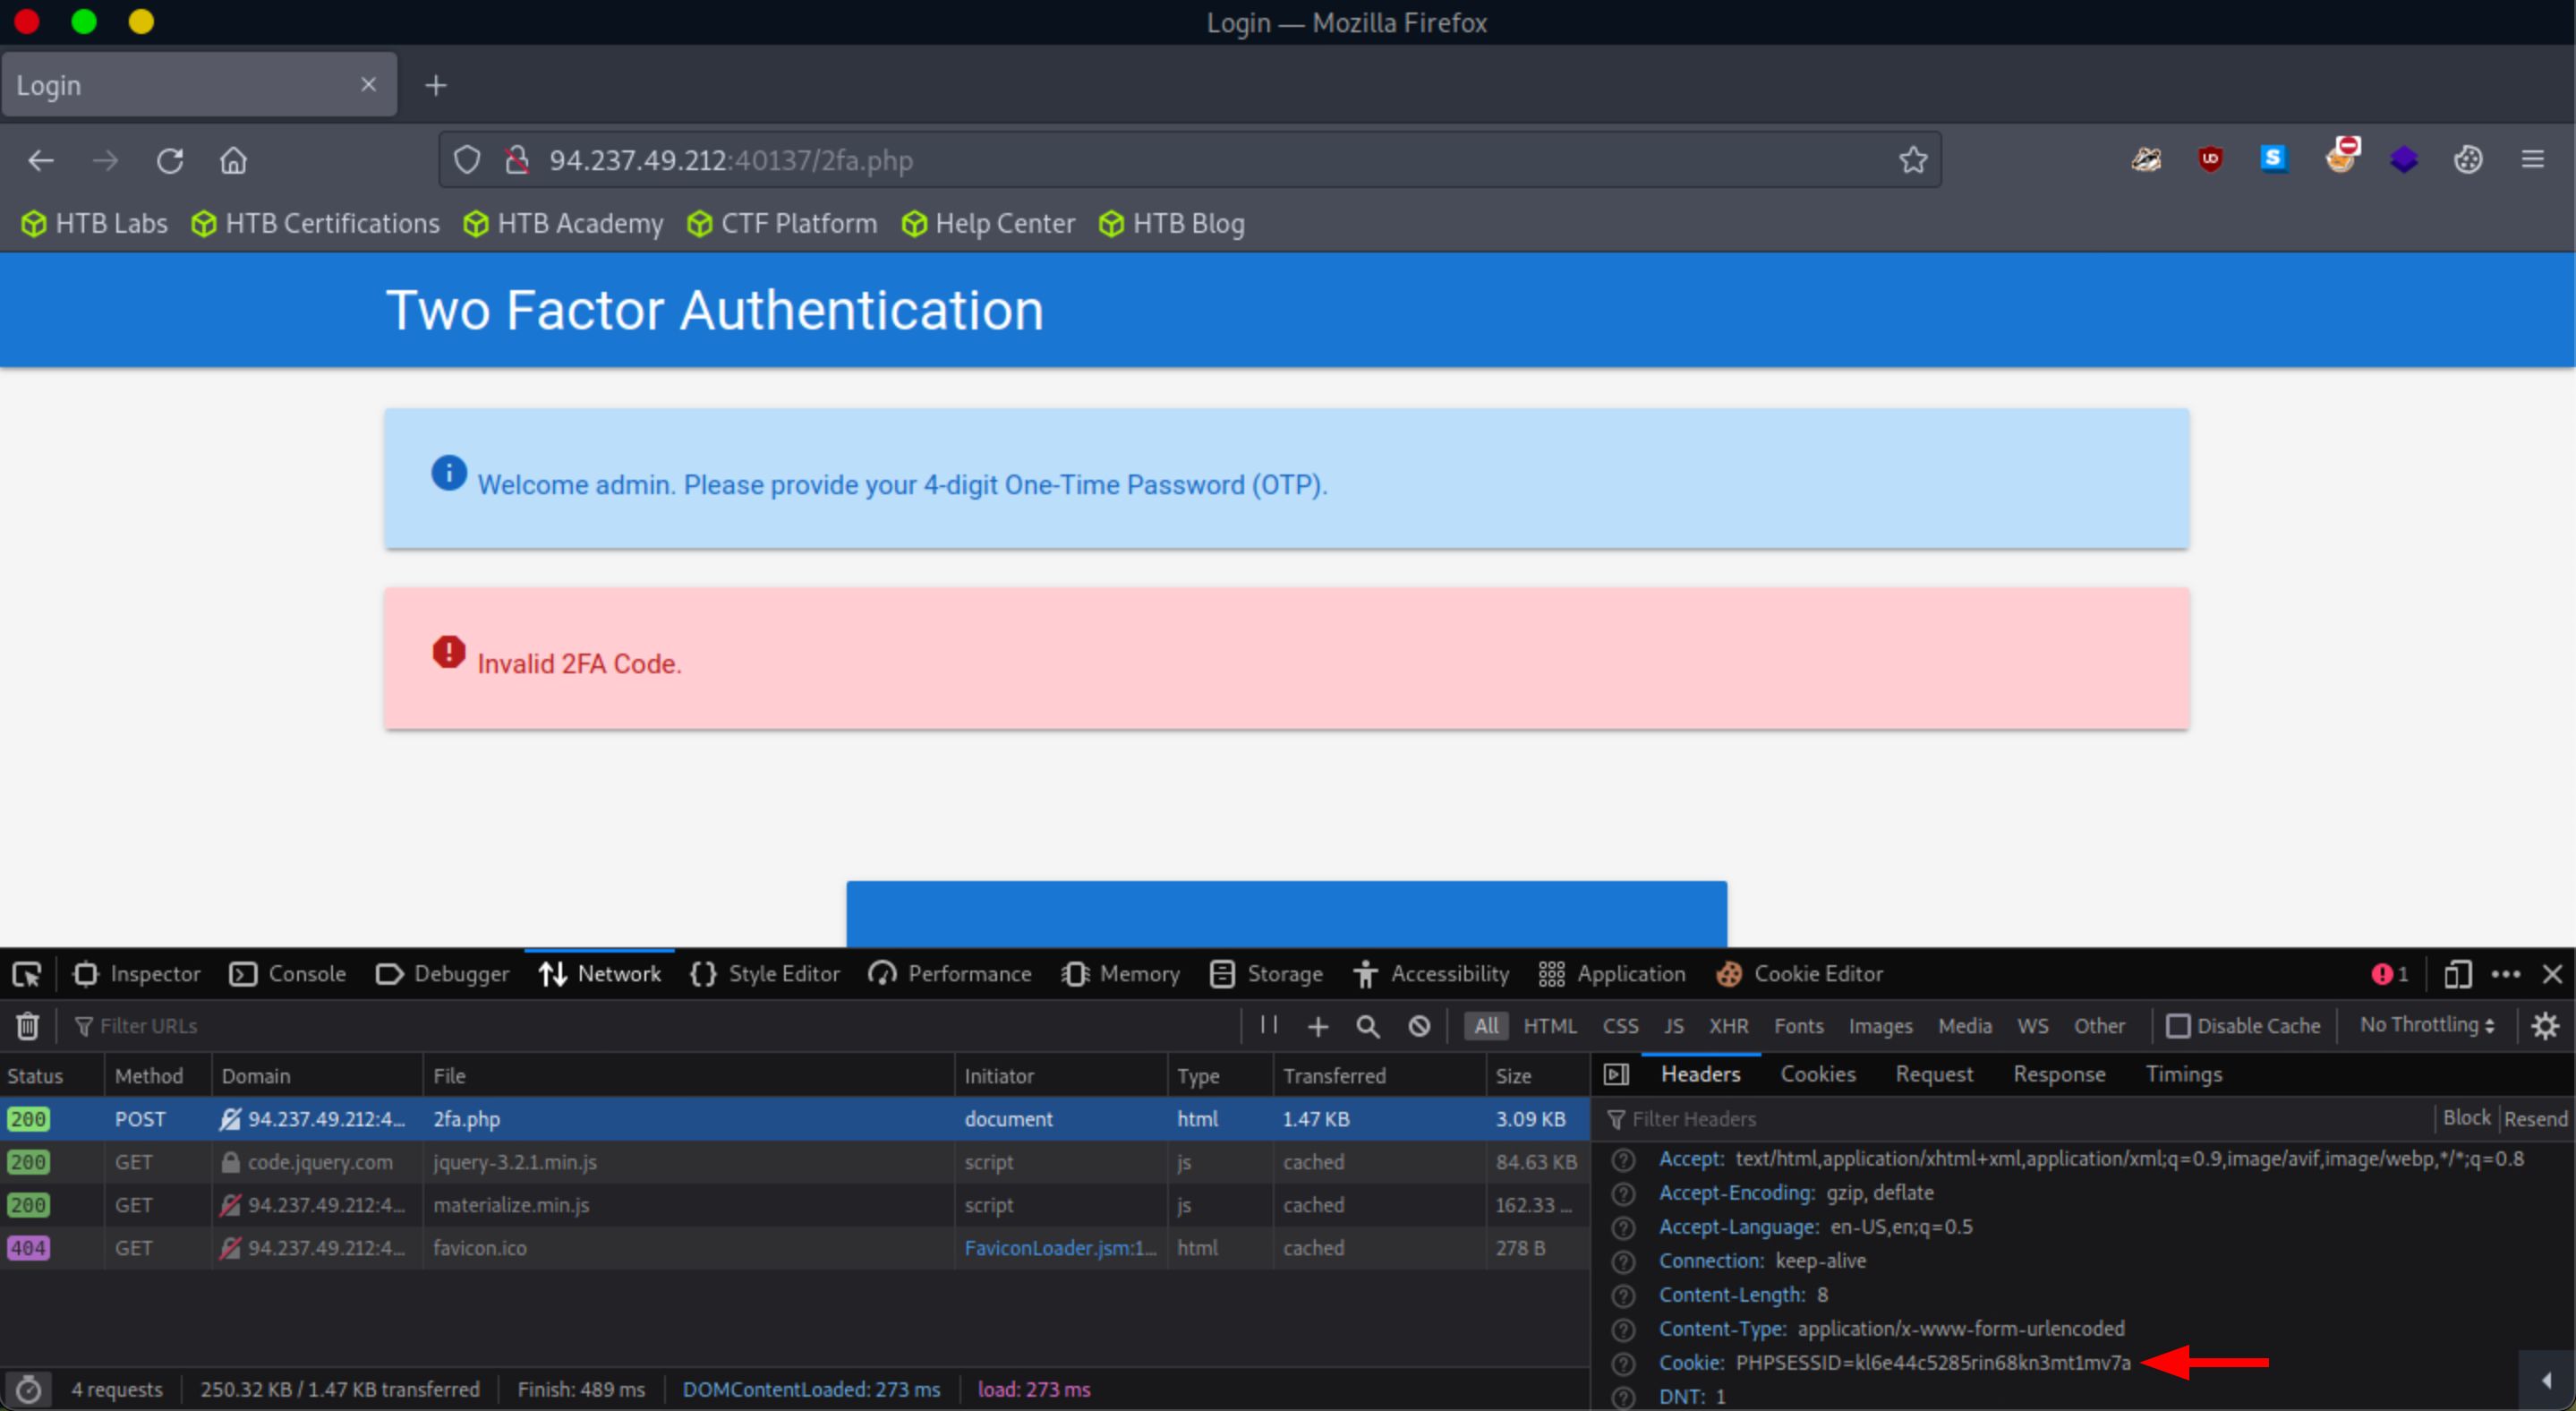 Login — Mozilla Firefox
Login
94.237.49.212:40137/2fa.php
HTB Labs HTB Certifications HTB Academy CTF Platform Help Center HTB Blog
Two Factor Authentication
Welcome admin. Please provide your 4-digit One-Time Password (OTP).
Invalid 2FA Code.
Inspector Console Debugger Network Style Editor Performance Memory Storage Accessibility Application Cookie Editor 1
Filter URLs All HTML CSS JS XHR Fonts Images Media WS Other Disable Cache No Throttling
Status Method Domain File Initiator Type Transferred Size
200 POST 94.237.49.212:4... 2fa.php document html 1.47 KB 3.09 KB
200 GET code.jquery.com jquery-3.2.1.min.js script js cached 84.63 KB
200 GET 94.237.49.212:4... materialize.min.js script js cached 162.33 ...
404 GET 94.237.49.212:4... favicon.ico FaviconLoader.jsm:1... html cached 278 B
4 requests 250.32 KB / 1.47 KB transferred Finish: 489 ms DOMContentLoaded: 273 ms load: 273 ms
Headers Cookies Request Response Timings
Filter Headers Block Resend
Accept: text/html,application/xhtml+xml,application/xml;q=0.9,image/avif,image/webp,*/*;q=0.8
Accept-Encoding: gzip, deflate
Accept-Language: en-US,en;q=0.5
Connection: keep-alive
Content-Length: 8
Content-Type: application/x-www-form-urlencoded
Cookie: PHPSESSID=kl6e44c5285rin68kn3mt1mv7a
DNT: 1